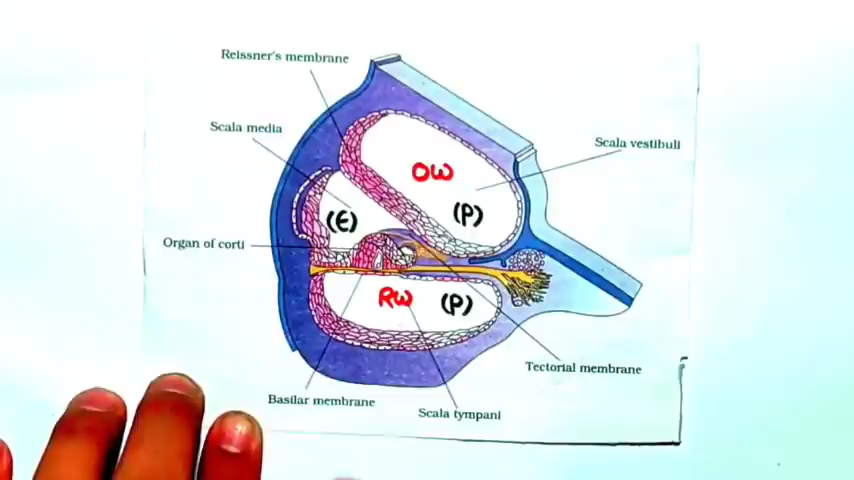 Reissner's membrane
Scala media
Scala vestibuli
OW
(P)
(E)
Organ of corti
RW (P)
Tectorial membrane
Basilar membrane
Scala tympani